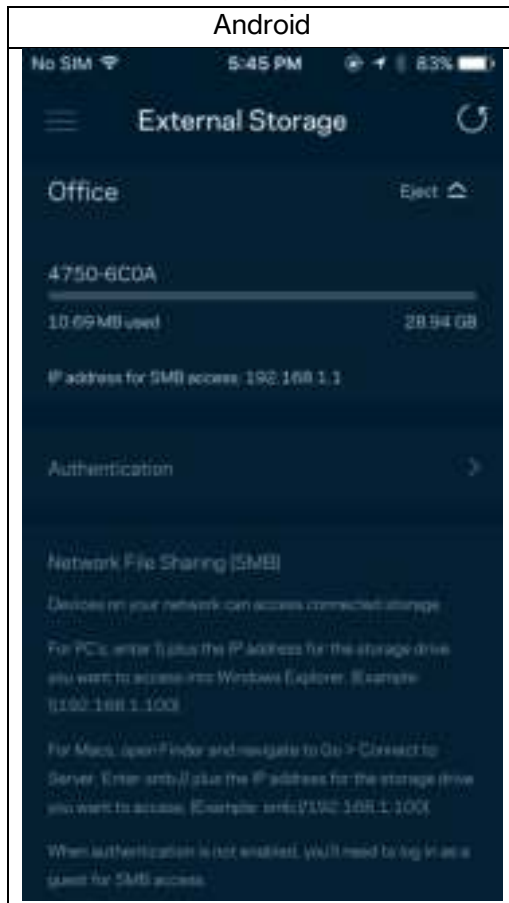 Android
No SIM 5:45 PM 83%
External Storage
Office Eject
4750-6C0A
10.69 MB used 28.94 GB
IP address for SMB access: 192.168.1.1
Authentication
Network File Sharing (SMB)
Devices on your network can access connected storage
For PC's, enter \\ plus the IP address for the storage drive
you want to access into Windows Explorer. (Example:
\\192.168.1.100)
For Macs, open Finder and navigate to Go > Connect to
Server. Enter smb:// plus the IP address for the storage drive
you want to access. (Example: smb://192.168.1.100)
When authentication is not enabled, you'll need to log in as a
guest for SMB access.